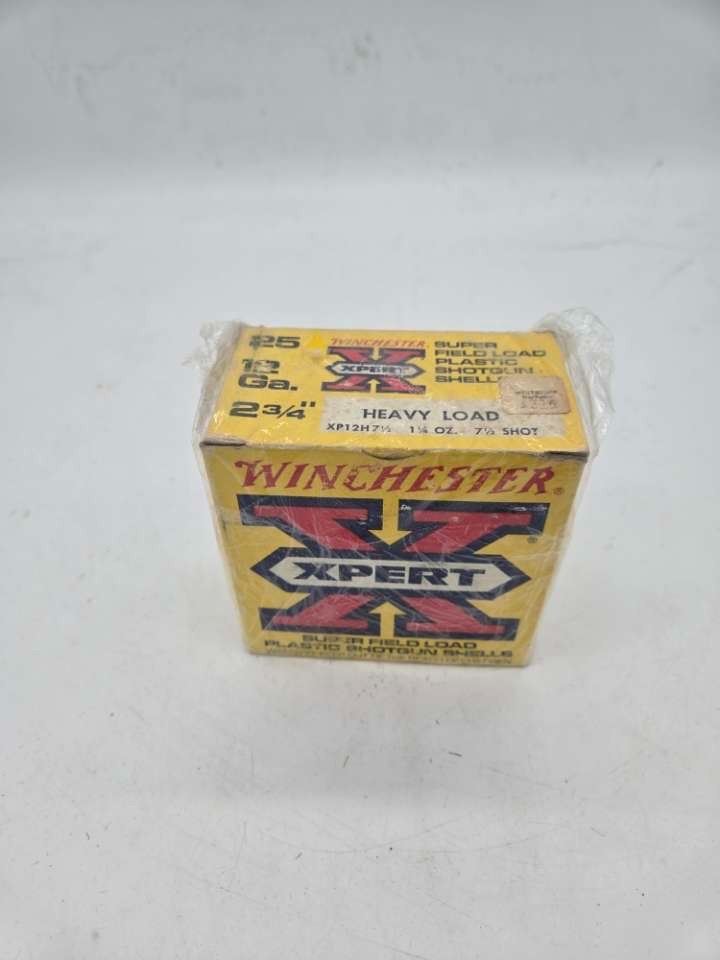 25
12
Ga.
2 3/4"
WINCHESTER
X
XPERT
SUPER
FIELD LOAD
PLASTIC
SHOTGUN
SHELLS
HEAVY LOAD
XP12H7½ 1¼ OZ. 7½ SHOT
WINCHESTER®
X®
XPERT
SUPER FIELD LOAD
PLASTIC SHOTGUN SHELLS